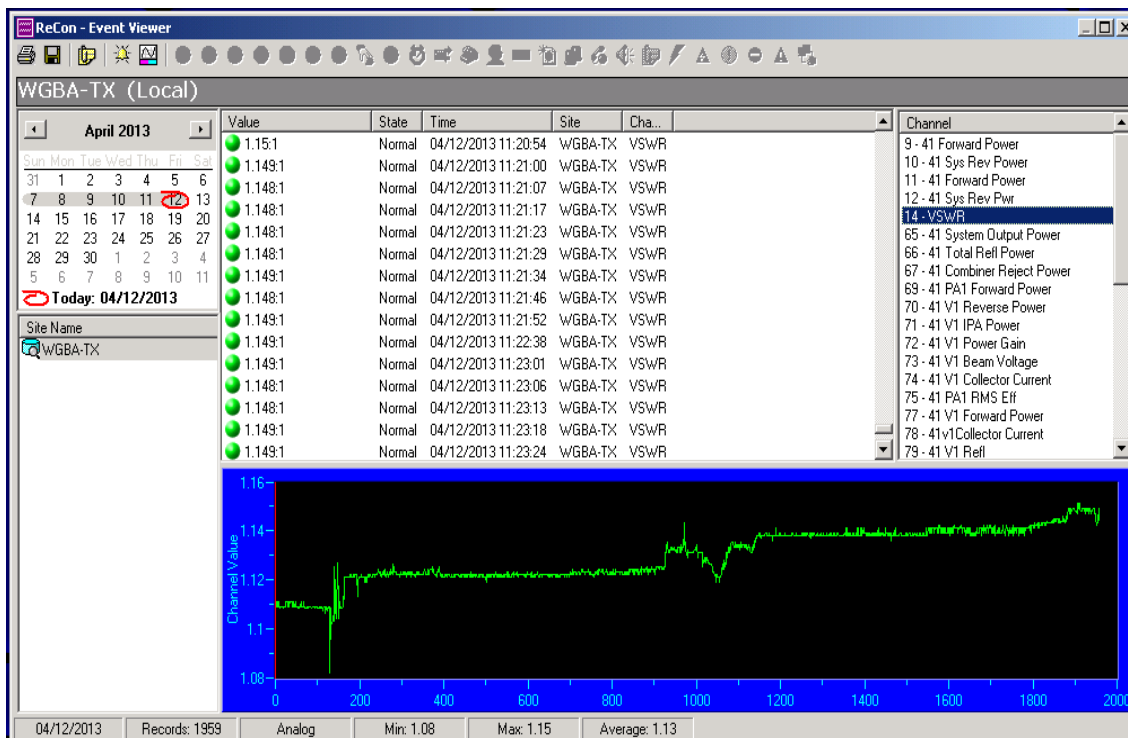 ReCon - Event Viewer
WGBA-TX (Local)
April 2013
Sun Mon Tue Wed Thu Fri Sat
31 1 2 3 4 5 6
7 8 9 10 11 12 13
14 15 16 17 18 19 20
21 22 23 24 25 26 27
28 29 30 1 2 3 4
5 6 7 8 9 10 11
Today: 04/12/2013
Site Name
WGBA-TX
Value State Time Site Cha...
1.15:1 Normal 04/12/2013 11:20:54 WGBA-TX VSWR
1.149:1 Normal 04/12/2013 11:21:00 WGBA-TX VSWR
1.148:1 Normal 04/12/2013 11:21:07 WGBA-TX VSWR
1.148:1 Normal 04/12/2013 11:21:17 WGBA-TX VSWR
1.148:1 Normal 04/12/2013 11:21:23 WGBA-TX VSWR
1.148:1 Normal 04/12/2013 11:21:29 WGBA-TX VSWR
1.149:1 Normal 04/12/2013 11:21:34 WGBA-TX VSWR
1.148:1 Normal 04/12/2013 11:21:46 WGBA-TX VSWR
1.149:1 Normal 04/12/2013 11:21:52 WGBA-TX VSWR
1.149:1 Normal 04/12/2013 11:22:38 WGBA-TX VSWR
1.149:1 Normal 04/12/2013 11:23:01 WGBA-TX VSWR
1.148:1 Normal 04/12/2013 11:23:06 WGBA-TX VSWR
1.148:1 Normal 04/12/2013 11:23:13 WGBA-TX VSWR
1.149:1 Normal 04/12/2013 11:23:18 WGBA-TX VSWR
1.149:1 Normal 04/12/2013 11:23:24 WGBA-TX VSWR
Channel
9 - 41 Forward Power
10 - 41 Sys Rev Power
11 - 41 Forward Power
12 - 41 Sys Rev Pwr
14 - VSWR
65 - 41 System Output Power
66 - 41 Total Refl Power
67 - 41 Combiner Reject Power
69 - 41 PA1 Forward Power
70 - 41 V1 Reverse Power
71 - 41 V1 IPA Power
72 - 41 V1 Power Gain
73 - 41 V1 Beam Voltage
74 - 41 V1 Collector Current
75 - 41 PA1 RMS Eff
77 - 41 V1 Forward Power
78 - 41v1Collector Current
79 - 41 V1 Refl
Channel Value
1.16
1.14
1.12
1.1
1.08
0 200 400 600 800 1000 1200 1400 1600 1800 2000
04/12/2013 Records: 1959 Analog Min: 1.08 Max: 1.15 Average: 1.13